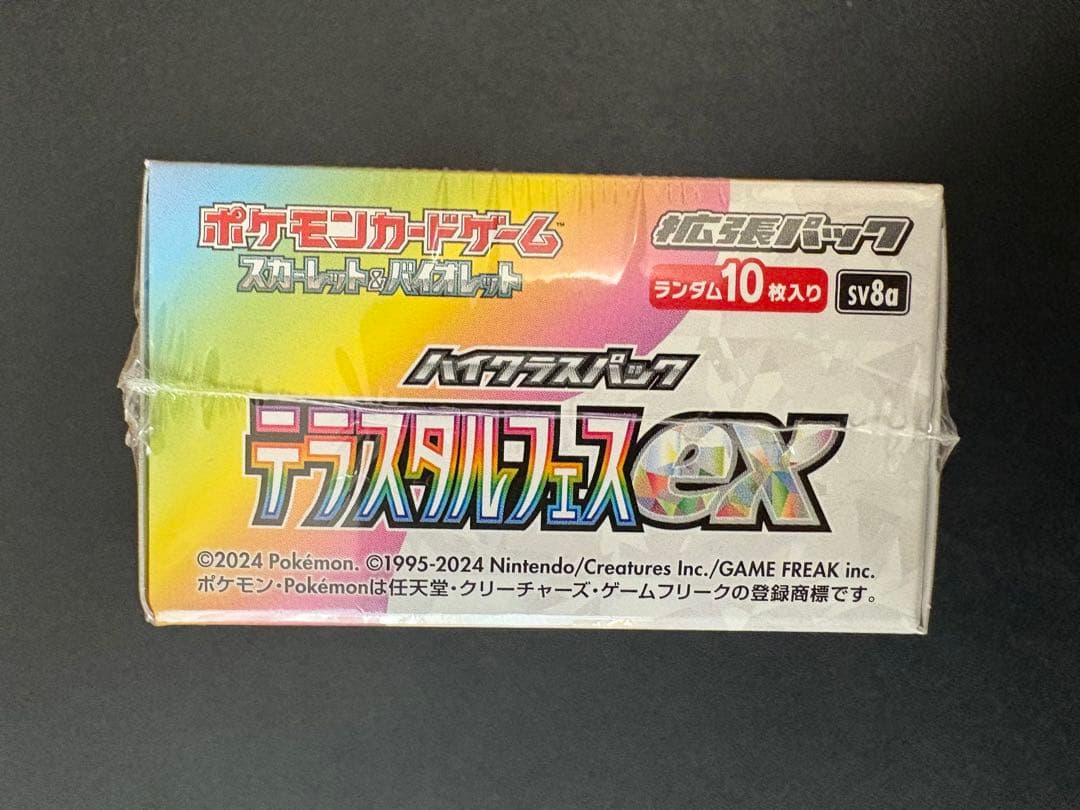 ポケモンカードゲーム™
スカーレット&バイオレット
拡張パック
ランダム10枚入り
SV8a
ハイクラスパック
テラスタルフェスex
©2024 Pokémon. ©1995-2024 Nintendo/Creatures Inc./GAME FREAK inc.
ポケモン・Pokémonは任天堂・クリーチャーズ・ゲームフリークの登録商標です。